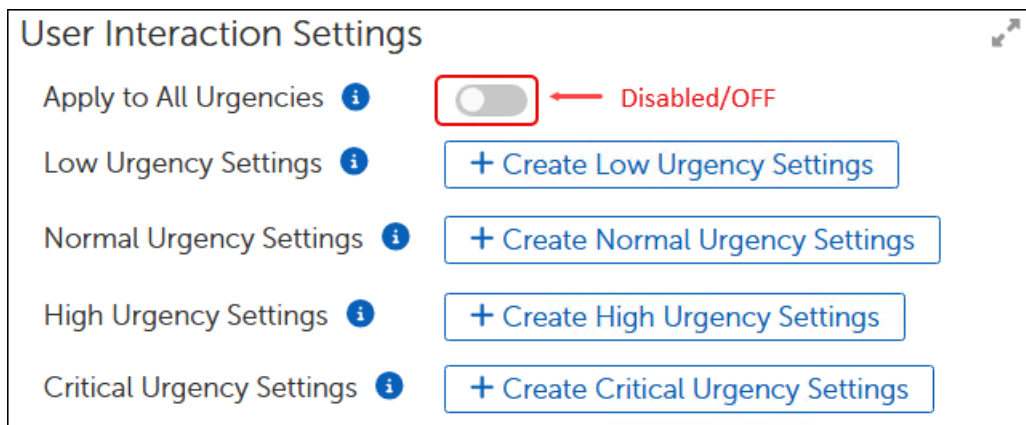 User Interaction Settings
Apply to All Urgencies
Disabled/OFF
Low Urgency Settings
+ Create Low Urgency Settings
Normal Urgency Settings
+ Create Normal Urgency Settings
High Urgency Settings
+ Create High Urgency Settings
Critical Urgency Settings
+ Create Critical Urgency Settings